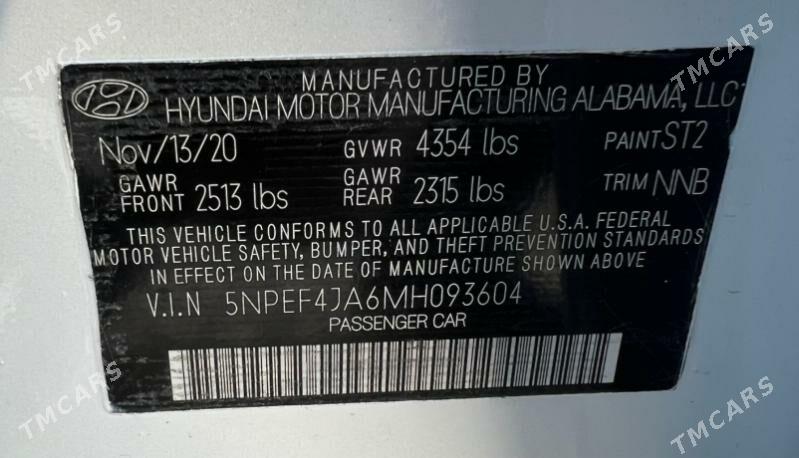 MANUFACTURED BY
HYUNDAI MOTOR MANUFACTURING ALABAMA, LLC
Nov/13/20 GVWR 4354 lbs PAINT ST2
GAWR FRONT 2513 lbs GAWR REAR 2315 lbs TRIM NNB
THIS VEHICLE CONFORMS TO ALL APPLICABLE U.S.A. FEDERAL
MOTOR VEHICLE SAFETY, BUMPER, AND THEFT PREVENTION STANDARDS
IN EFFECT ON THE DATE OF MANUFACTURE SHOWN ABOVE.
V.I.N 5NPEF4JA6MH093604
PASSENGER CAR
TMCARS
TMCARS
TMCARS
TMCARS
TMCARS